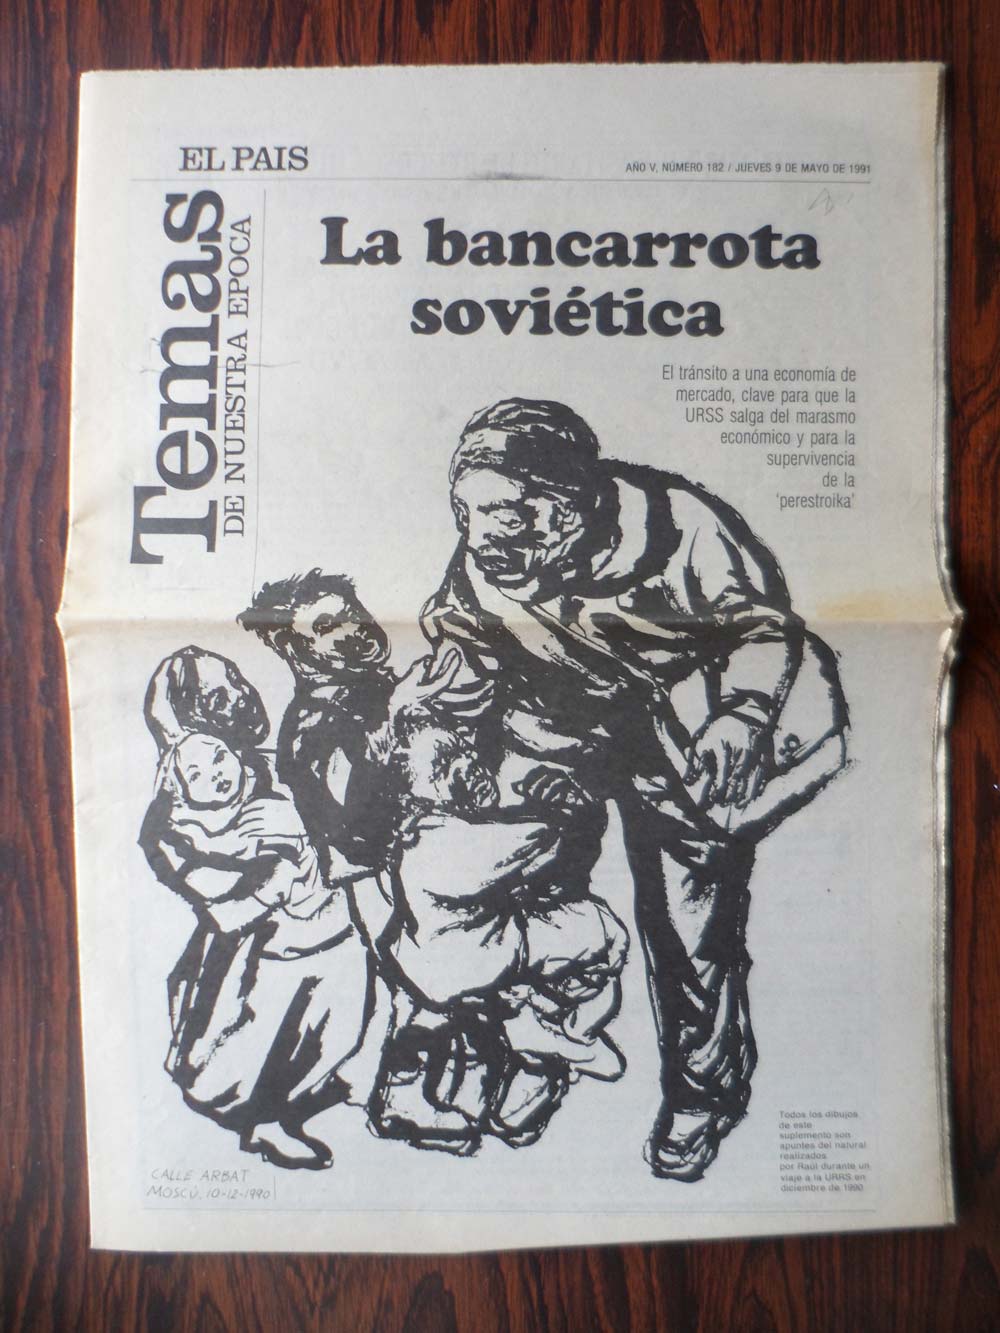 EL PAIS
AÑO V, NÚMERO 182 / JUEVES 9 DE MAYO DE 1991
Temas
DE NUESTRA EPOCA
La bancarrota
soviética
El tránsito a una economía de
mercado, clave para que la
URSS salga del marasmo
económico y para la
supervivencia
de la
'perestroika'
Todos los dibujos
de este
suplemento son
apuntes del natural
realizados
por Raúl durante un
viaje a la URRS en
diciembre de 1990
CALLE ARBAT
MOSCÚ, 10-12-1990